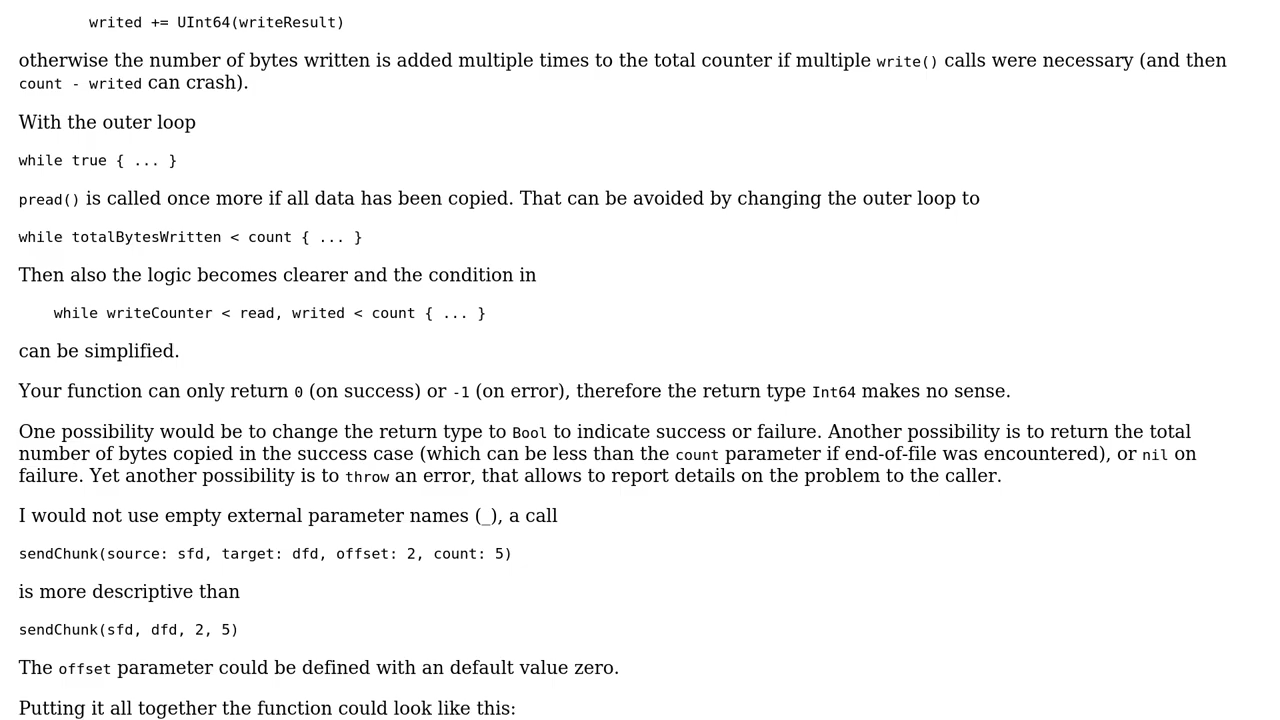 writed += UInt64(writeResult)
otherwise the number of bytes written is added multiple times to the total counter if multiple write() calls were necessary (and then
count - writed can crash).
With the outer loop
while true { ... }
pread() is called once more if all data has been copied. That can be avoided by changing the outer loop to
while totalBytesWritten < count { ... }
Then also the logic becomes clearer and the condition in
while writeCounter < read, writed < count { ... }
can be simplified.
Your function can only return 0 (on success) or -1 (on error), therefore the return type Int64 makes no sense.
One possibility would be to change the return type to Bool to indicate success or failure. Another possibility is to return the total
number of bytes copied in the success case (which can be less than the count parameter if end-of-file was encountered), or nil on
failure. Yet another possibility is to throw an error, that allows to report details on the problem to the caller.
I would not use empty external parameter names (_), a call
sendChunk(source: sfd, target: dfd, offset: 2, count: 5)
is more descriptive than
sendChunk(sfd, dfd, 2, 5)
The offset parameter could be defined with an default value zero.
Putting it all together the function could look like this: